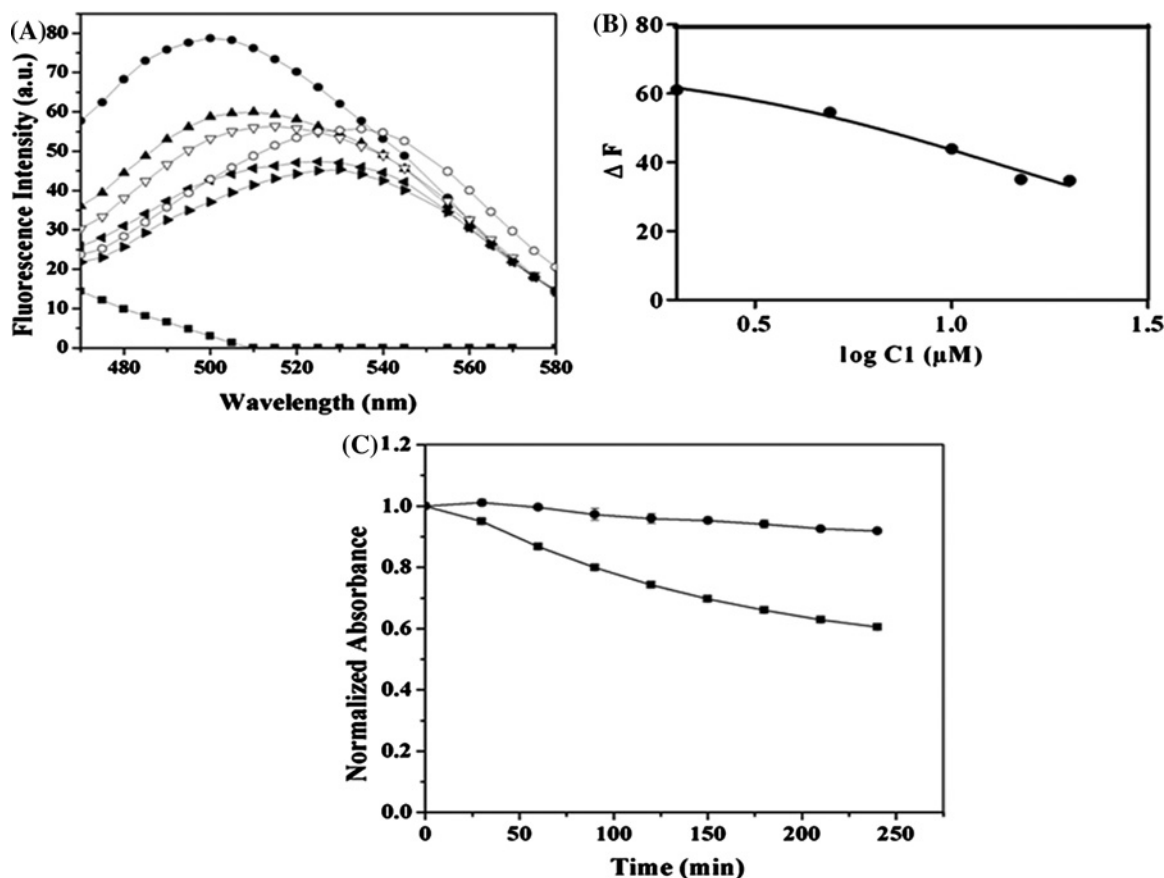 (A)
80
70
60
50
40
30
20
10
0
Fluorescence Intensity (a.u.)
480 500 520 540 560 580
Wavelength (nm)
(B)
80
60
40
20
0
Δ F
0.5 1.0 1.5
log C1 (µM)
(C)
1.2
1.0
0.8
0.6
0.4
0.2
0.0
Normalized Absorbance
0 50 100 150 200 250
Time (min)